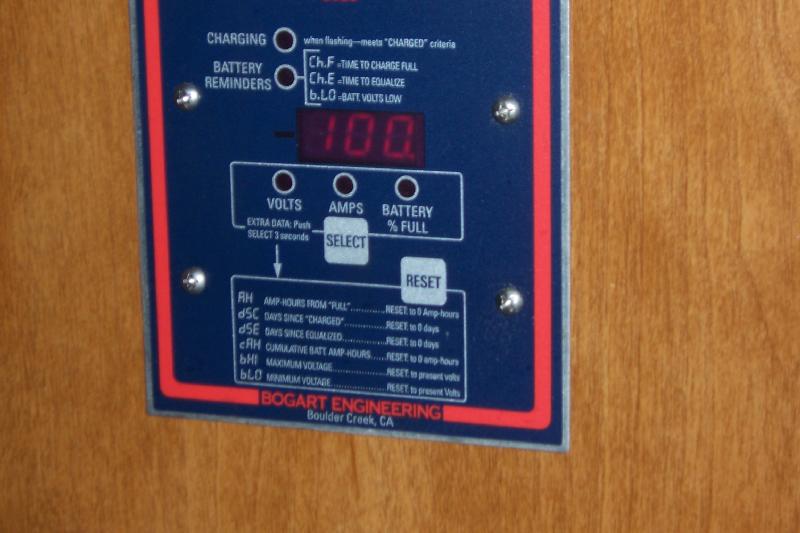 CHARGING when flashing—meets "CHARGED" criteria
BATTERY REMINDERS
Ch.F =TIME TO CHARGE FULL
Ch.E =TIME TO EQUALIZE
b.LO =BATT. VOLTS LOW
100.
VOLTS AMPS BATTERY % FULL
EXTRA DATA: Push
SELECT 3 seconds
SELECT
RESET
AH AMP-HOURS FROM "FULL"............RESET: to 0 Amp-hours
dSC DAYS SINCE "CHARGED"............RESET: to 0 days
dSE DAYS SINCE EQUALIZED............RESET: to 0 days
cAH CUMULATIVE BATT AMP-HOURS.....RESET: to 0 amp-hours
bHI MAXIMUM VOLTAGE..................RESET: to present volts
bLO MINIMUM VOLTAGE..................RESET: to present Volts
BOGART ENGINEERING
Boulder Creek, CA